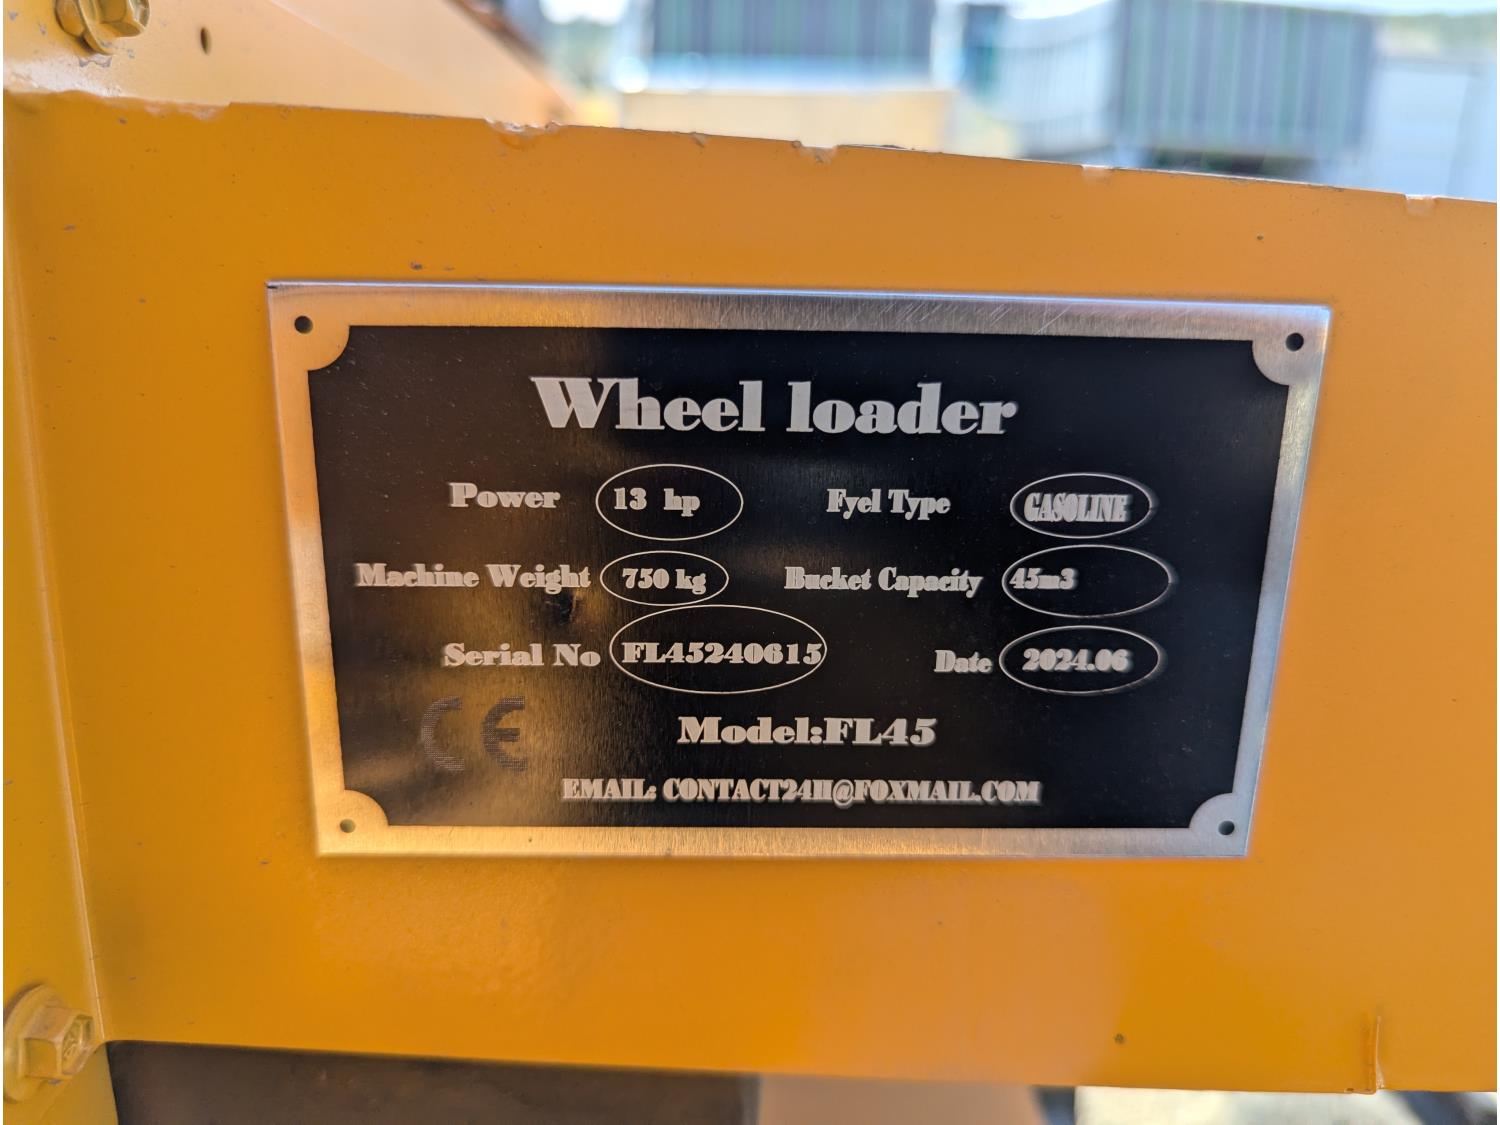 Wheel loader
Power 13 hp Fyel Type GASOLINE
Machine Weight 750 kg Bucket Capacity 45m3
Serial No FL45240615 Date 2024.06
CE Model:FL45
EMAIL: CONTACT24H@FOXMAIL.COM